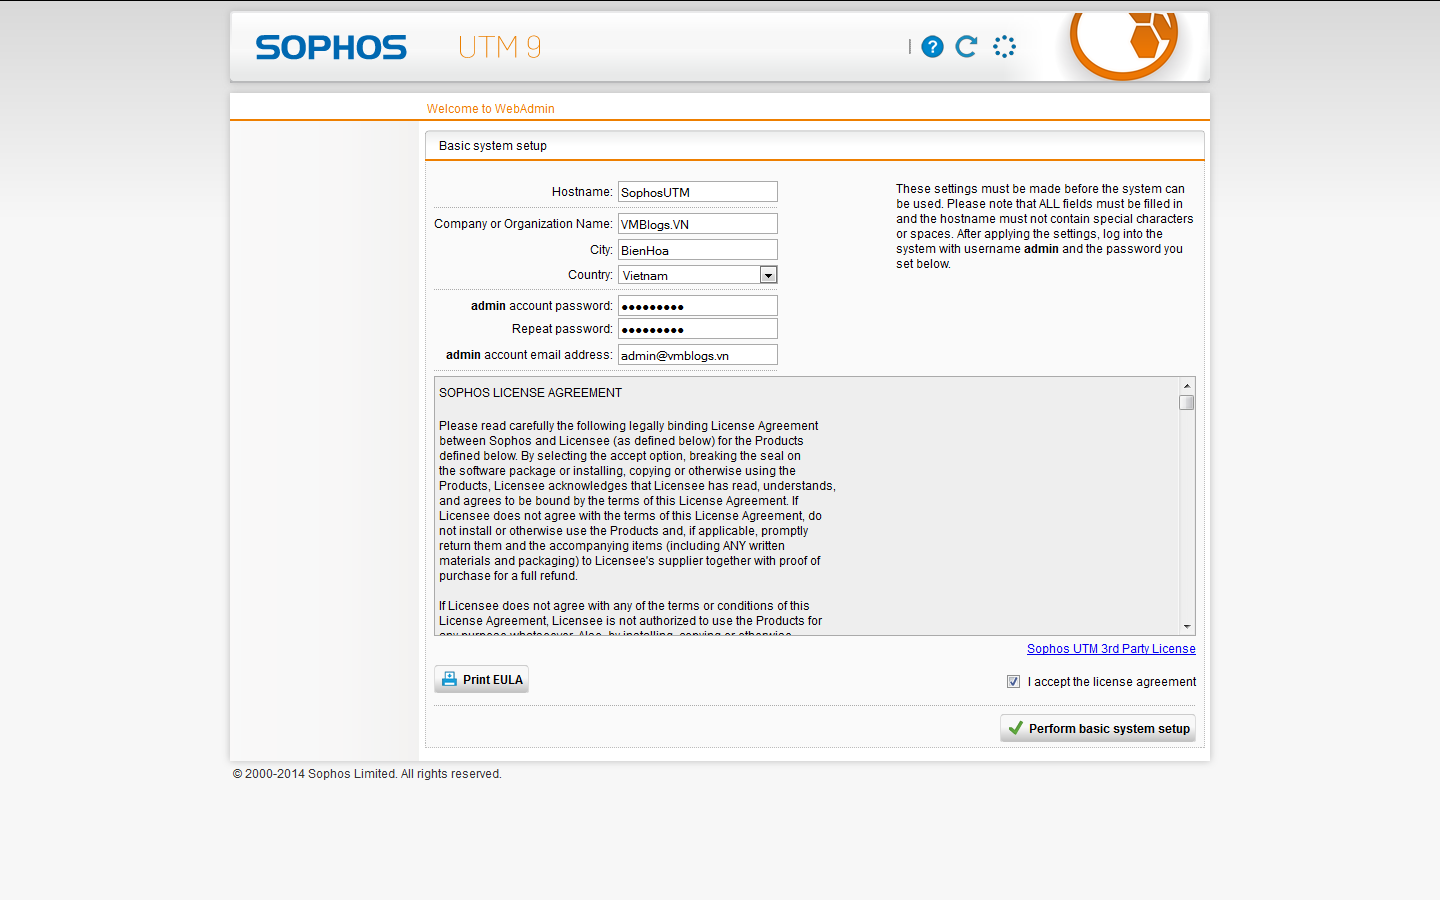 SOPHOS UTM 9
Welcome to WebAdmin
Basic system setup
Hostname: SophosUTM
Company or Organization Name: VMBlogs.VN
City: BienHoa
Country: Vietnam
admin account password: ●●●●●●●●●
Repeat password: ●●●●●●●●●
admin account email address: admin@vmblogs.vn
These settings must be made before the system can
be used. Please note that ALL fields must be filled in
and the hostname must not contain special characters
or spaces. After applying the settings, log into the
system with username admin and the password you
set below.
SOPHOS LICENSE AGREEMENT
Please read carefully the following legally binding License Agreement
between Sophos and Licensee (as defined below) for the Products
defined below. By selecting the accept option, breaking the seal on
the software package or installing, copying or otherwise using the
Products, Licensee acknowledges that Licensee has read, understands,
and agrees to be bound by the terms of this License Agreement. If
Licensee does not agree with the terms of this License Agreement, do
not install or otherwise use the Products and, if applicable, promptly
return them and the accompanying items (including ANY written
materials and packaging) to Licensee's supplier together with proof of
purchase for a full refund.
If Licensee does not agree with any of the terms or conditions of this
License Agreement, Licensee is not authorized to use the Products for
any purpose whatsoever. Also, by installing, copying or otherwise
Sophos UTM 3rd Party License
Print EULA
I accept the license agreement
Perform basic system setup
© 2000-2014 Sophos Limited. All rights reserved.